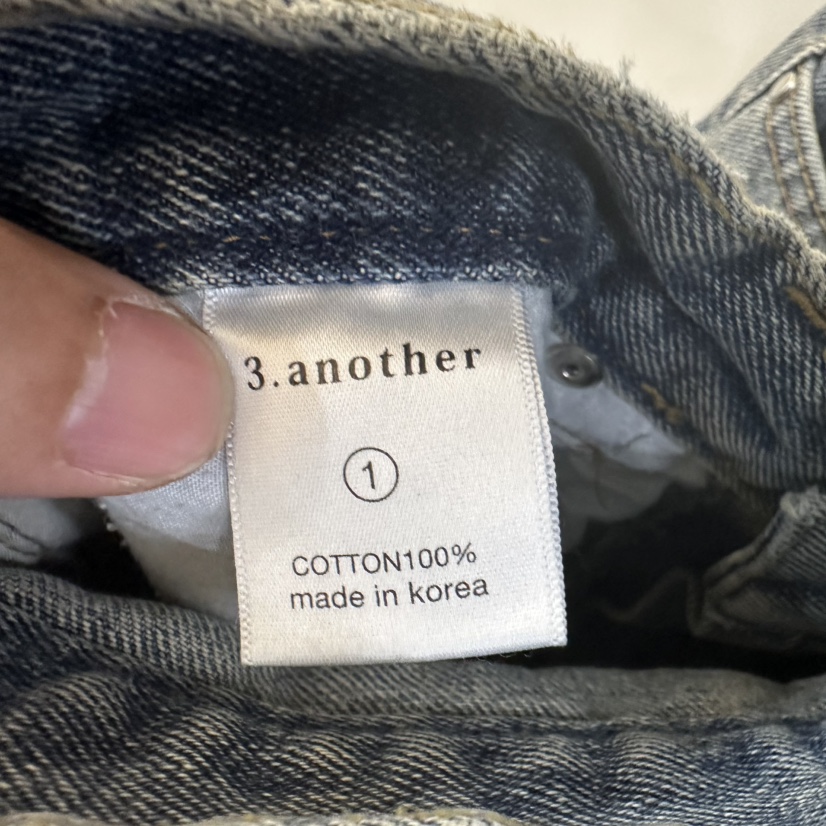 3.another
①
COTTON100%
made in korea